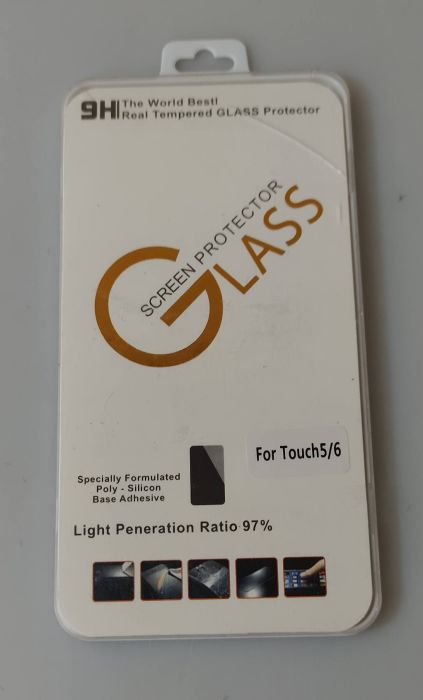 9H The World Best!
Real Tempered GLASS Protector
SCREEN PROTECTOR
GLASS
For Touch5/6
Specially Formulated
Poly - Silicon
Base Adhesive
Light Peneration Ratio 97%